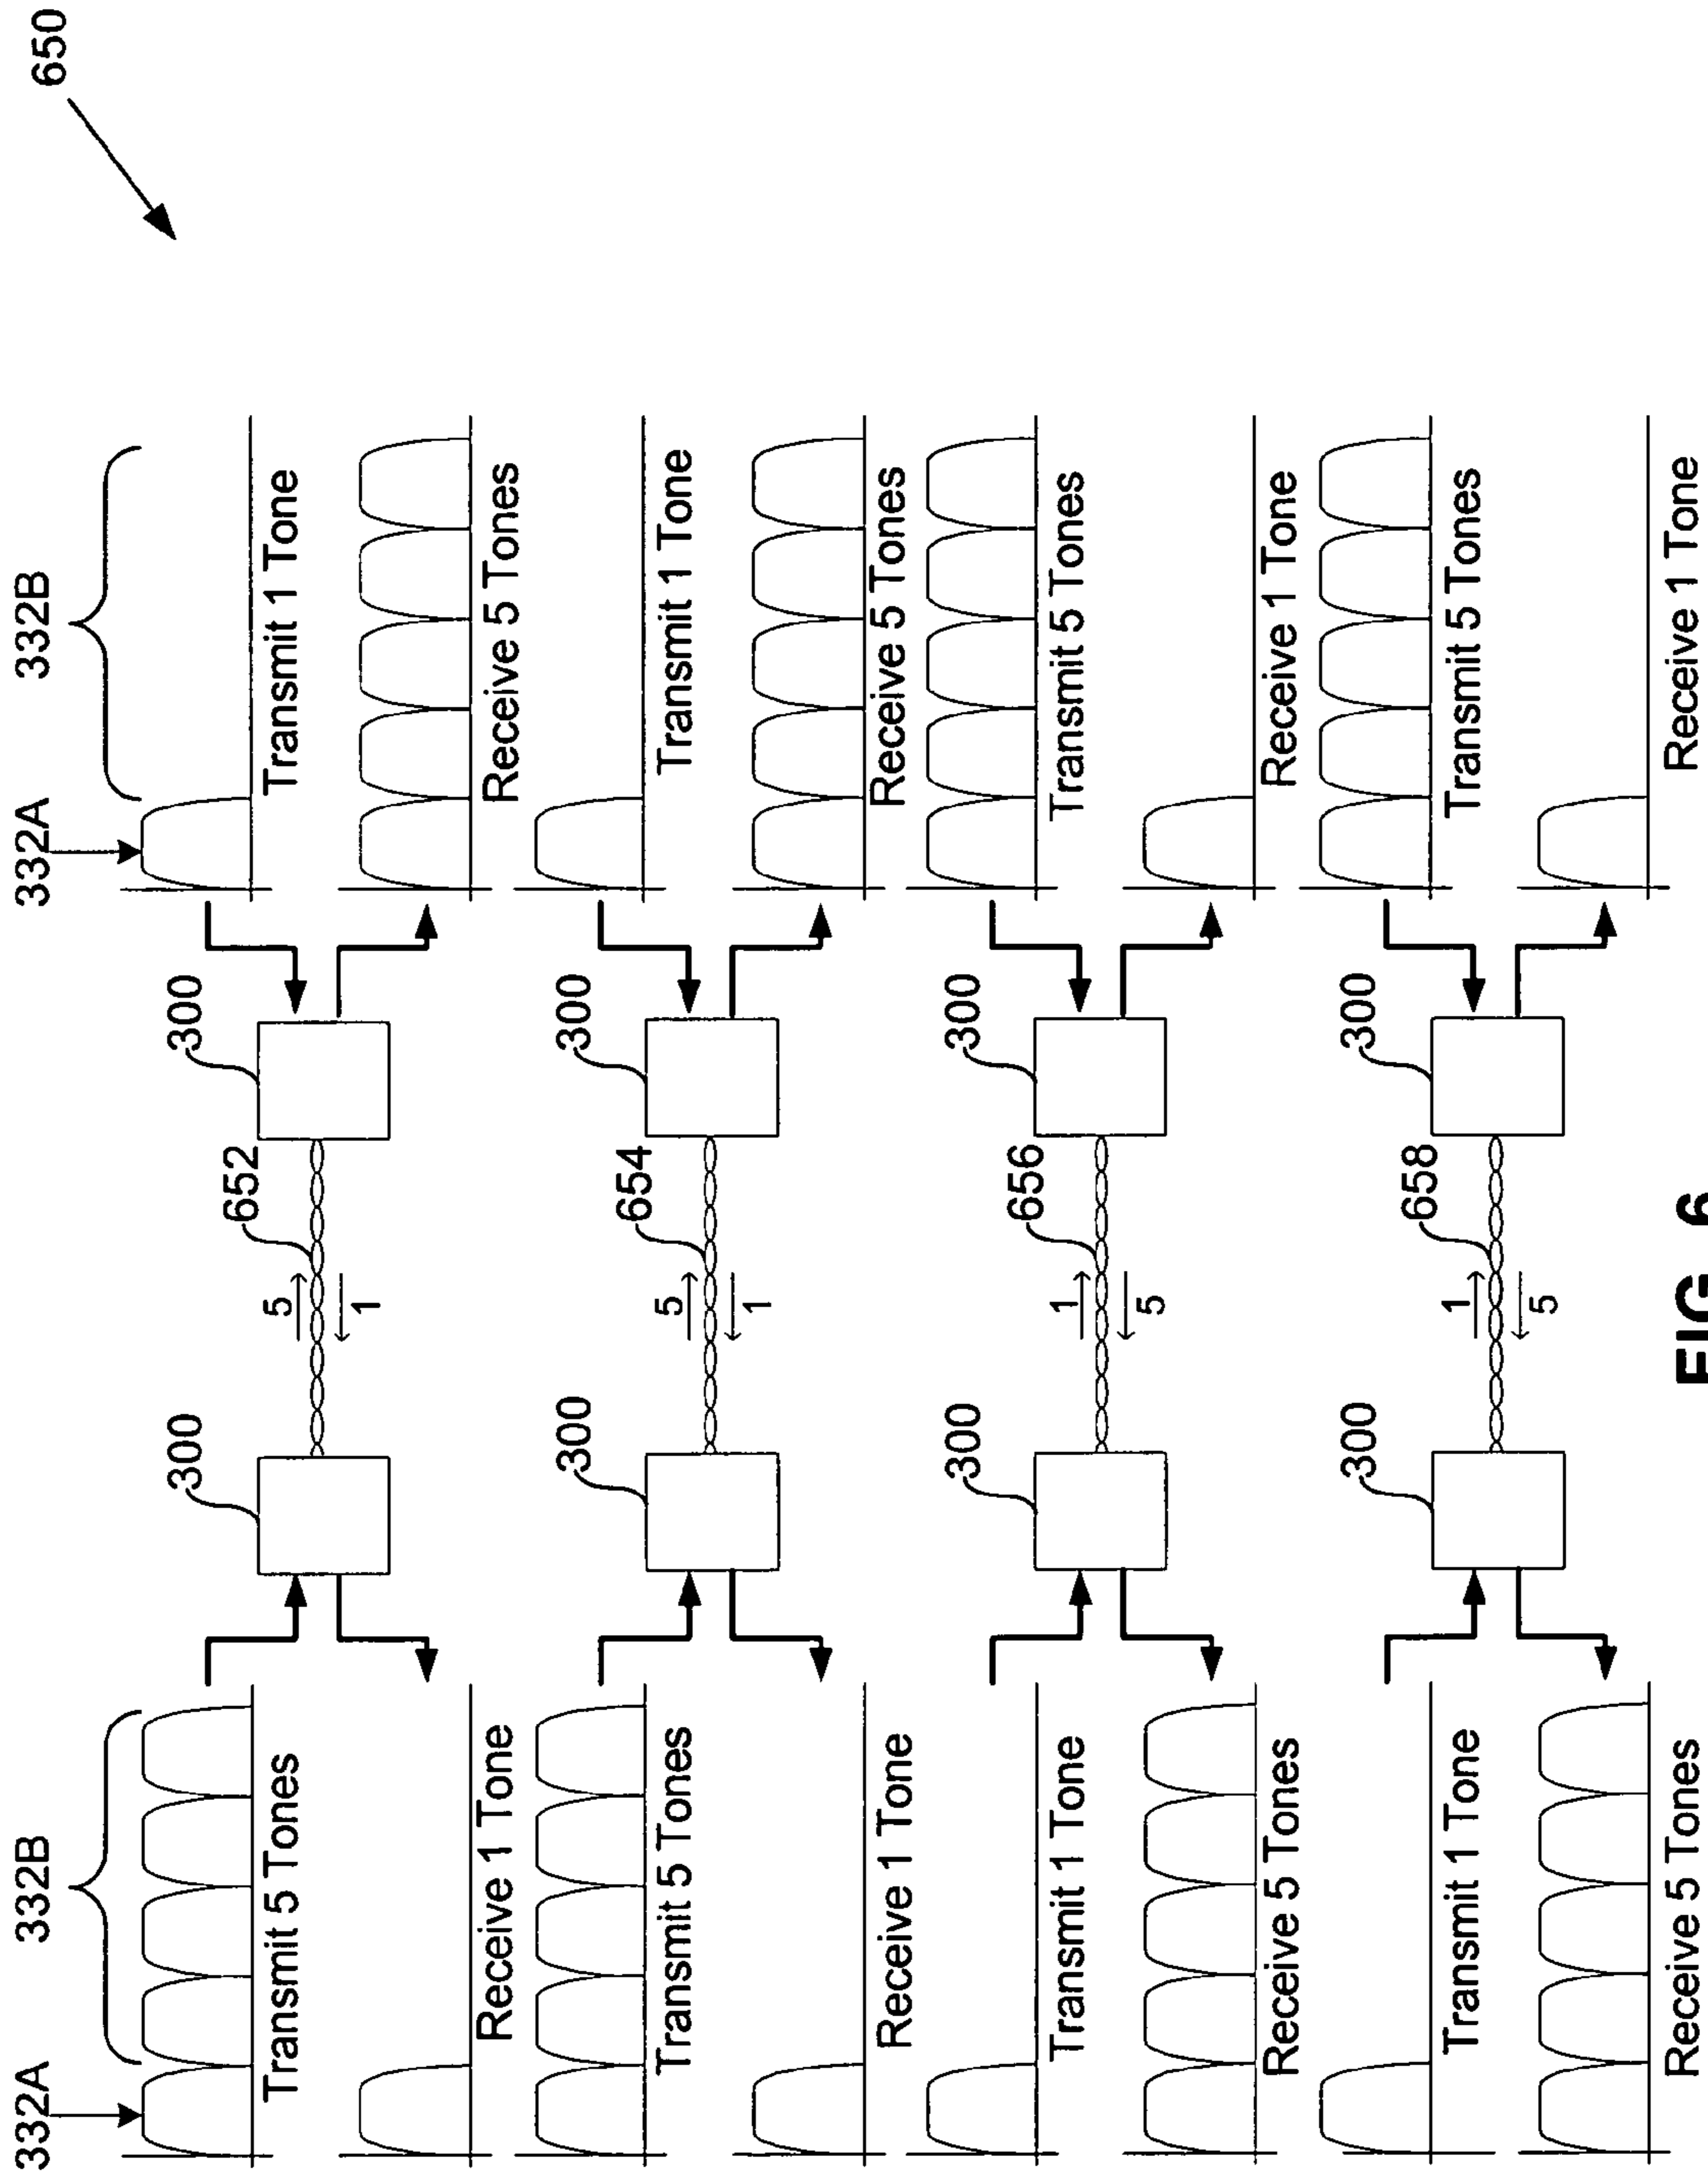 332A 332B 332A 332B 650
300 300
652
Transmit 5 Tones 5 Transmit 1 Tone
1
Receive 1 Tone Receive 5 Tones
300 300
654
Transmit 5 Tones 5 Transmit 1 Tone
1
Receive 1 Tone Receive 5 Tones
300 300
656
Transmit 1 Tone 1 Transmit 5 Tones
5
Receive 5 Tones Receive 1 Tone
300 300
658
Transmit 1 Tone 1 Transmit 5 Tones
5
Receive 5 Tones Receive 1 Tone
FIG. 6